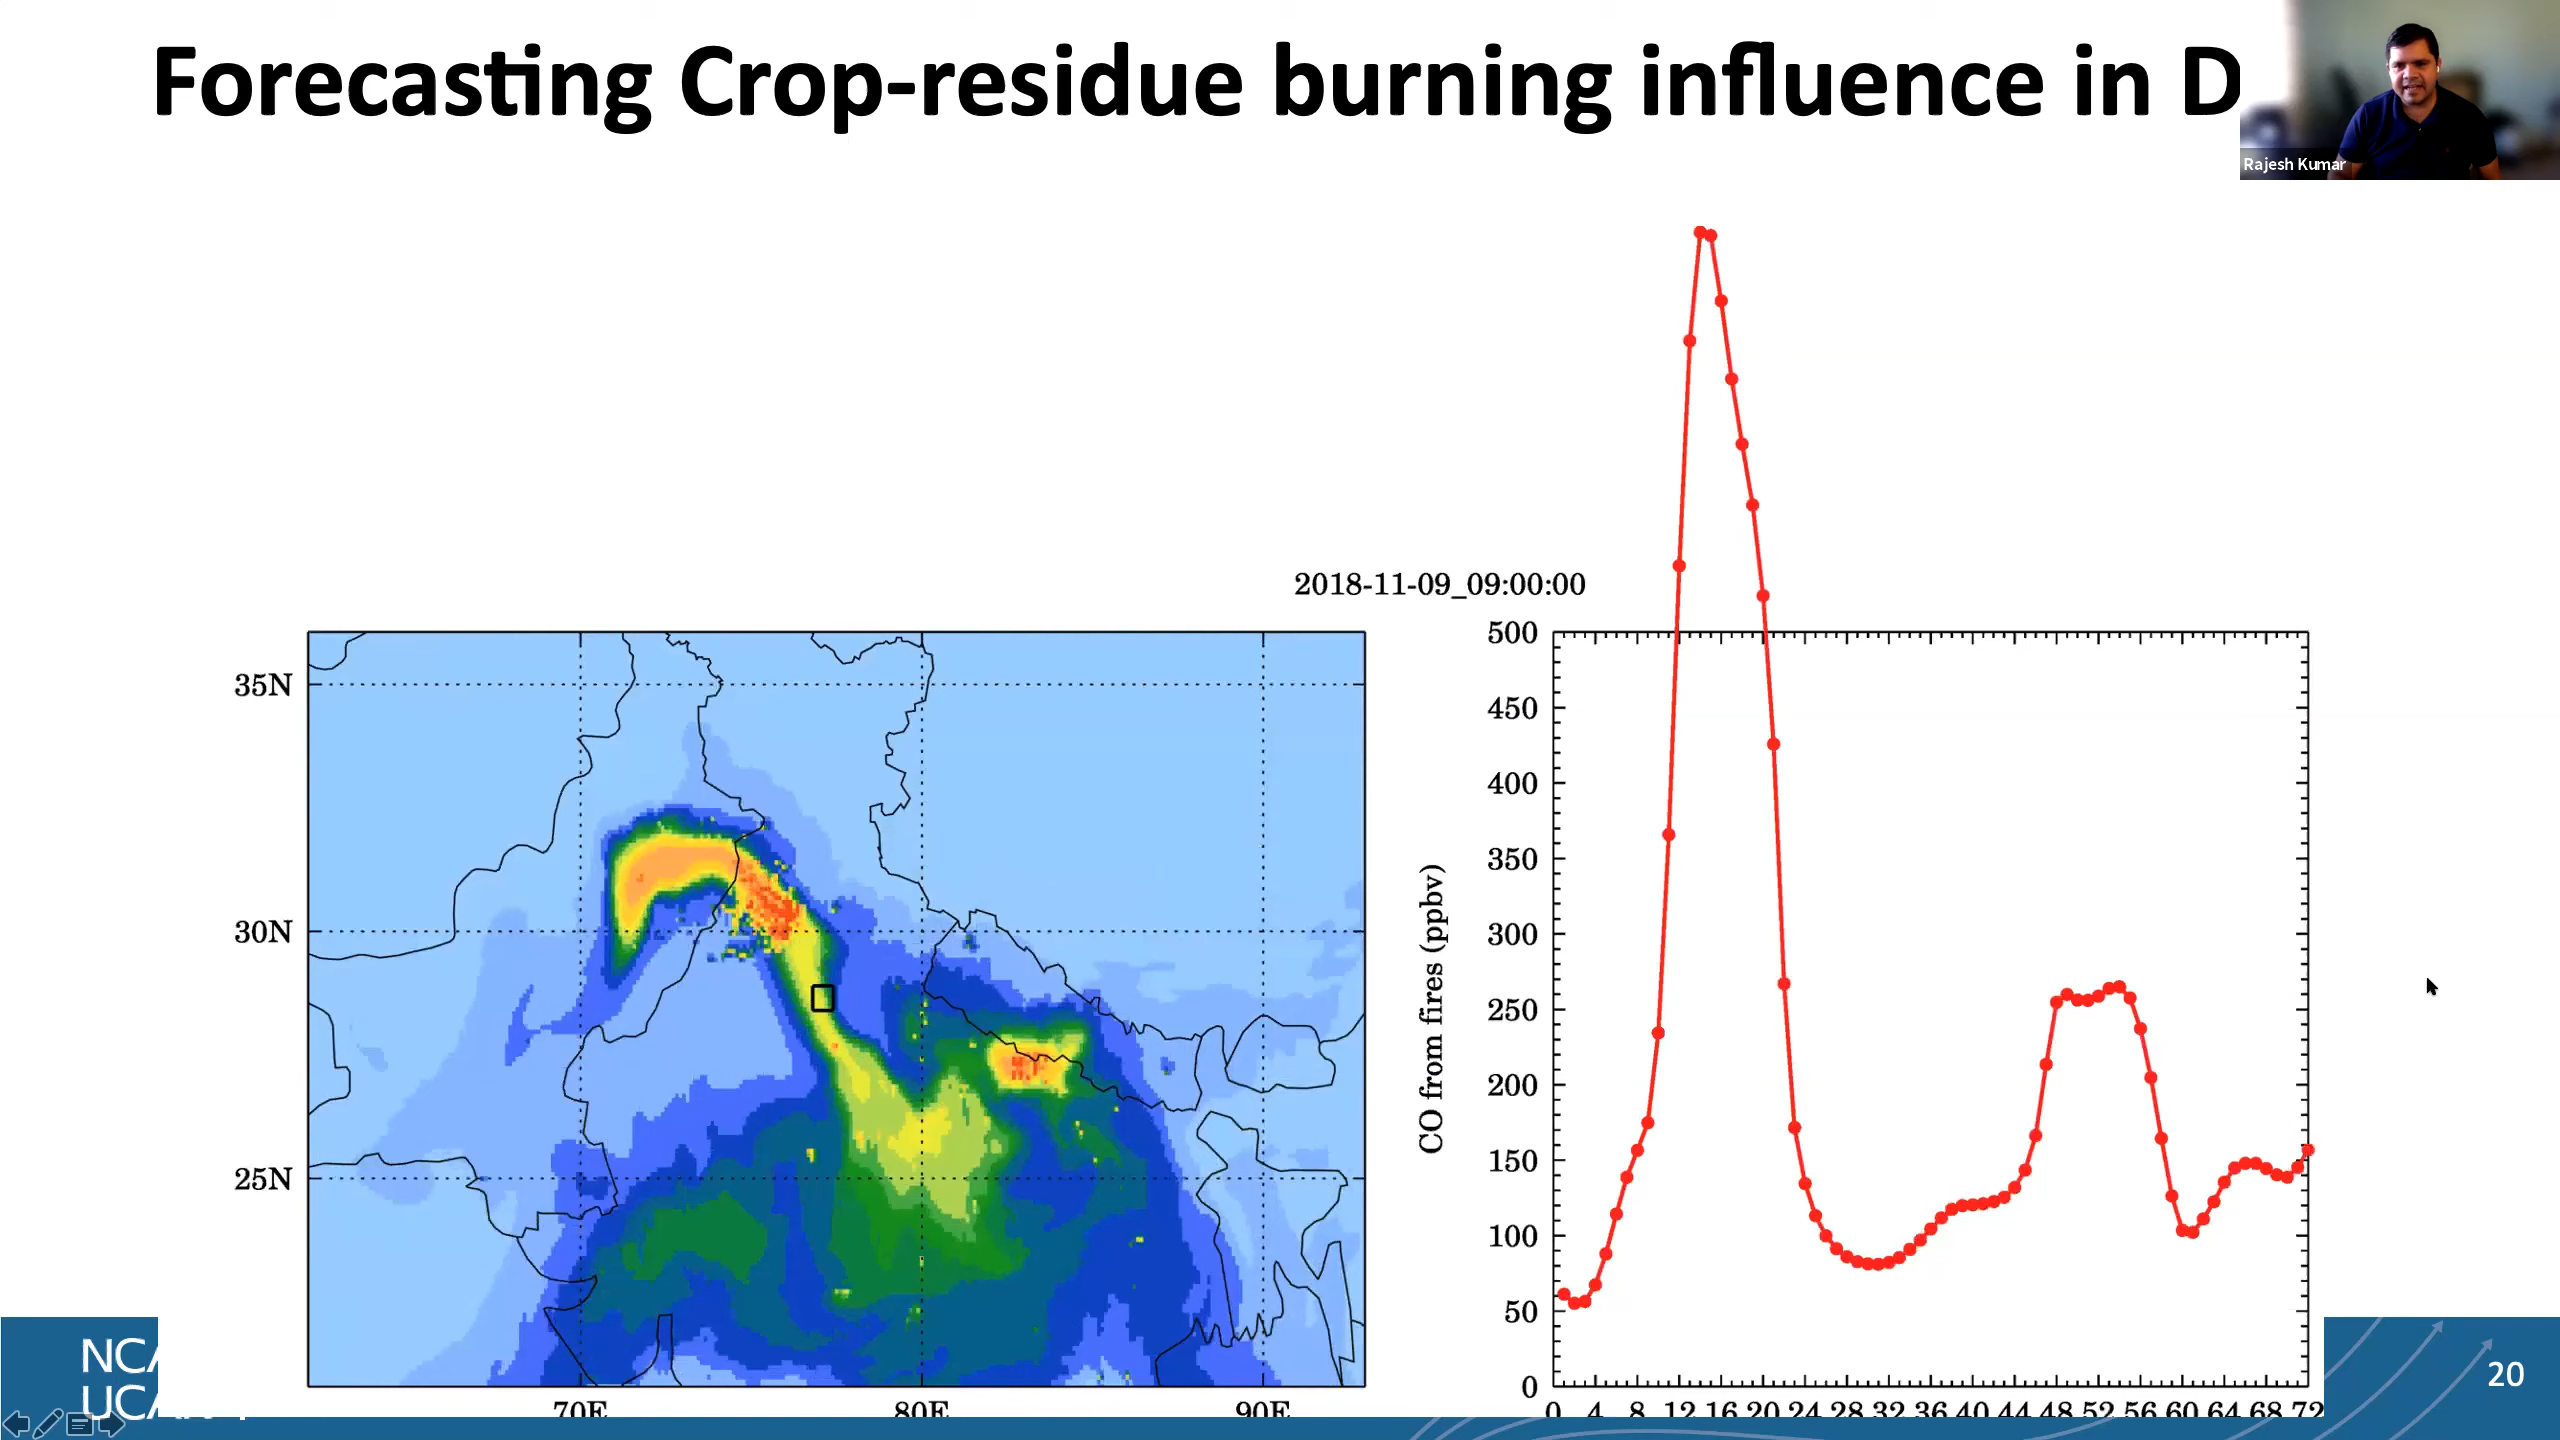 Forecasting Crop-residue burning influence in D
Rajesh Kumar
2018-11-09_09:00:00
35N
30N
25N
70E 80E 90E
CO from fires (ppbv)
500
450
400
350
300
250
200
150
100
50
0
0 4 8 12 16 20 24 28 32 36 40 44 48 52 56 60 64 68 72
NCA
UCA
20